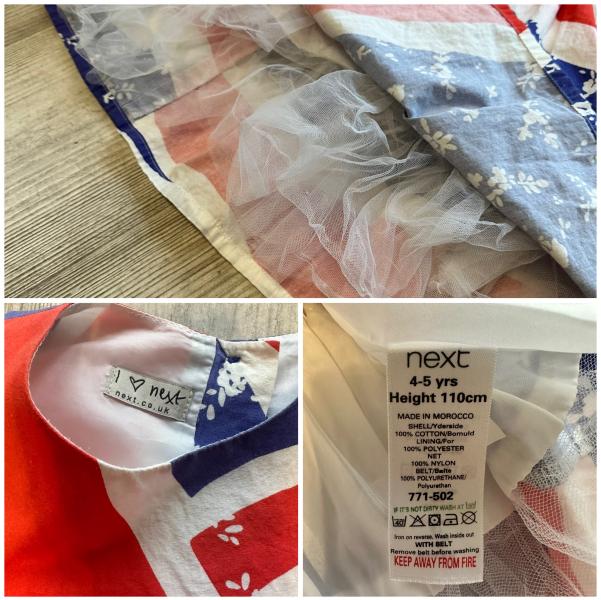 I ♡ next
next.co.uk
next
4-5 yrs
Height 110cm
MADE IN MOROCCO
SHELL/Yderside
100% COTTON/Bomuld
LINING/For
100% POLYESTER
NET
100% NYLON
BELT/Bælte
100% POLYURETHANE/
Polyurethan
771-502
IF IT'S NOT DIRTY WASH AT
40
Iron on reverse. Wash inside out
WITH BELT
Remove belt before washing
KEEP AWAY FROM FIRE